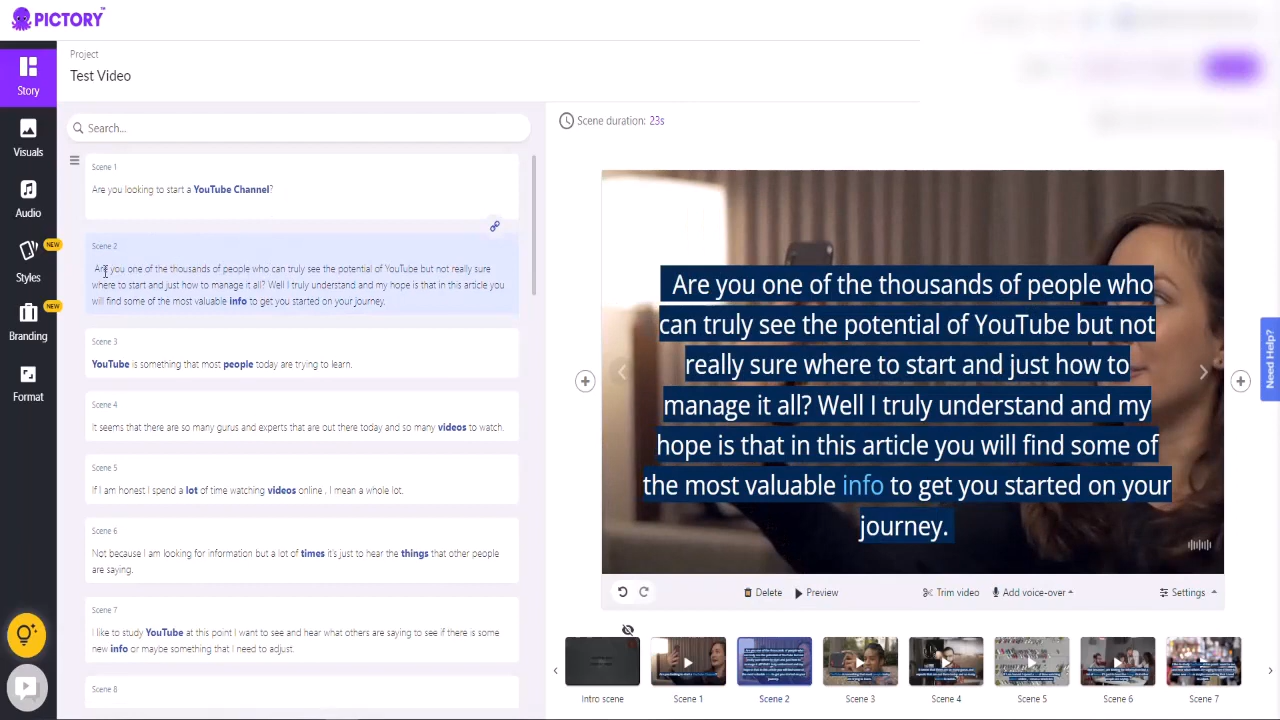 PICTORY™
Project
Test Video
Story
Visuals
Audio
Styles
NEW
Branding
NEW
Format
Search...
Scene 1
Are you looking to start a YouTube Channel?
Scene 2
Are you one of the thousands of people who can truly see the potential of YouTube but not really sure
where to start and just how to manage it all? Well I truly understand and my hope is that in this article you
will find some of the most valuable info to get you started on your journey.
Scene 3
YouTube is something that most people today are trying to learn.
Scene 4
It seems that there are so many gurus and experts that are out there today and so many videos to watch.
Scene 5
If I am honest I spend a lot of time watching videos online , I mean a whole lot.
Scene 6
Not because I am looking for information but a lot of times it's just to hear the things that other people
are saying.
Scene 7
I like to study YouTube at this point I want to see and hear what others are saying to see if there is some
info or maybe something that I can adjust.
Scene 8
Scene duration: 23s
Are you one of the thousands of people who
can truly see the potential of YouTube but not
really sure where to start and just how to
manage it all? Well I truly understand and my
hope is that in this article you will find some of
the most valuable info to get you started on your
journey.
Need Help?
Delete
Preview
Trim video
Add voice-over
Settings
Intro scene
Scene 1
Scene 2
Scene 3
Scene 4
Scene 5
Scene 6
Scene 7